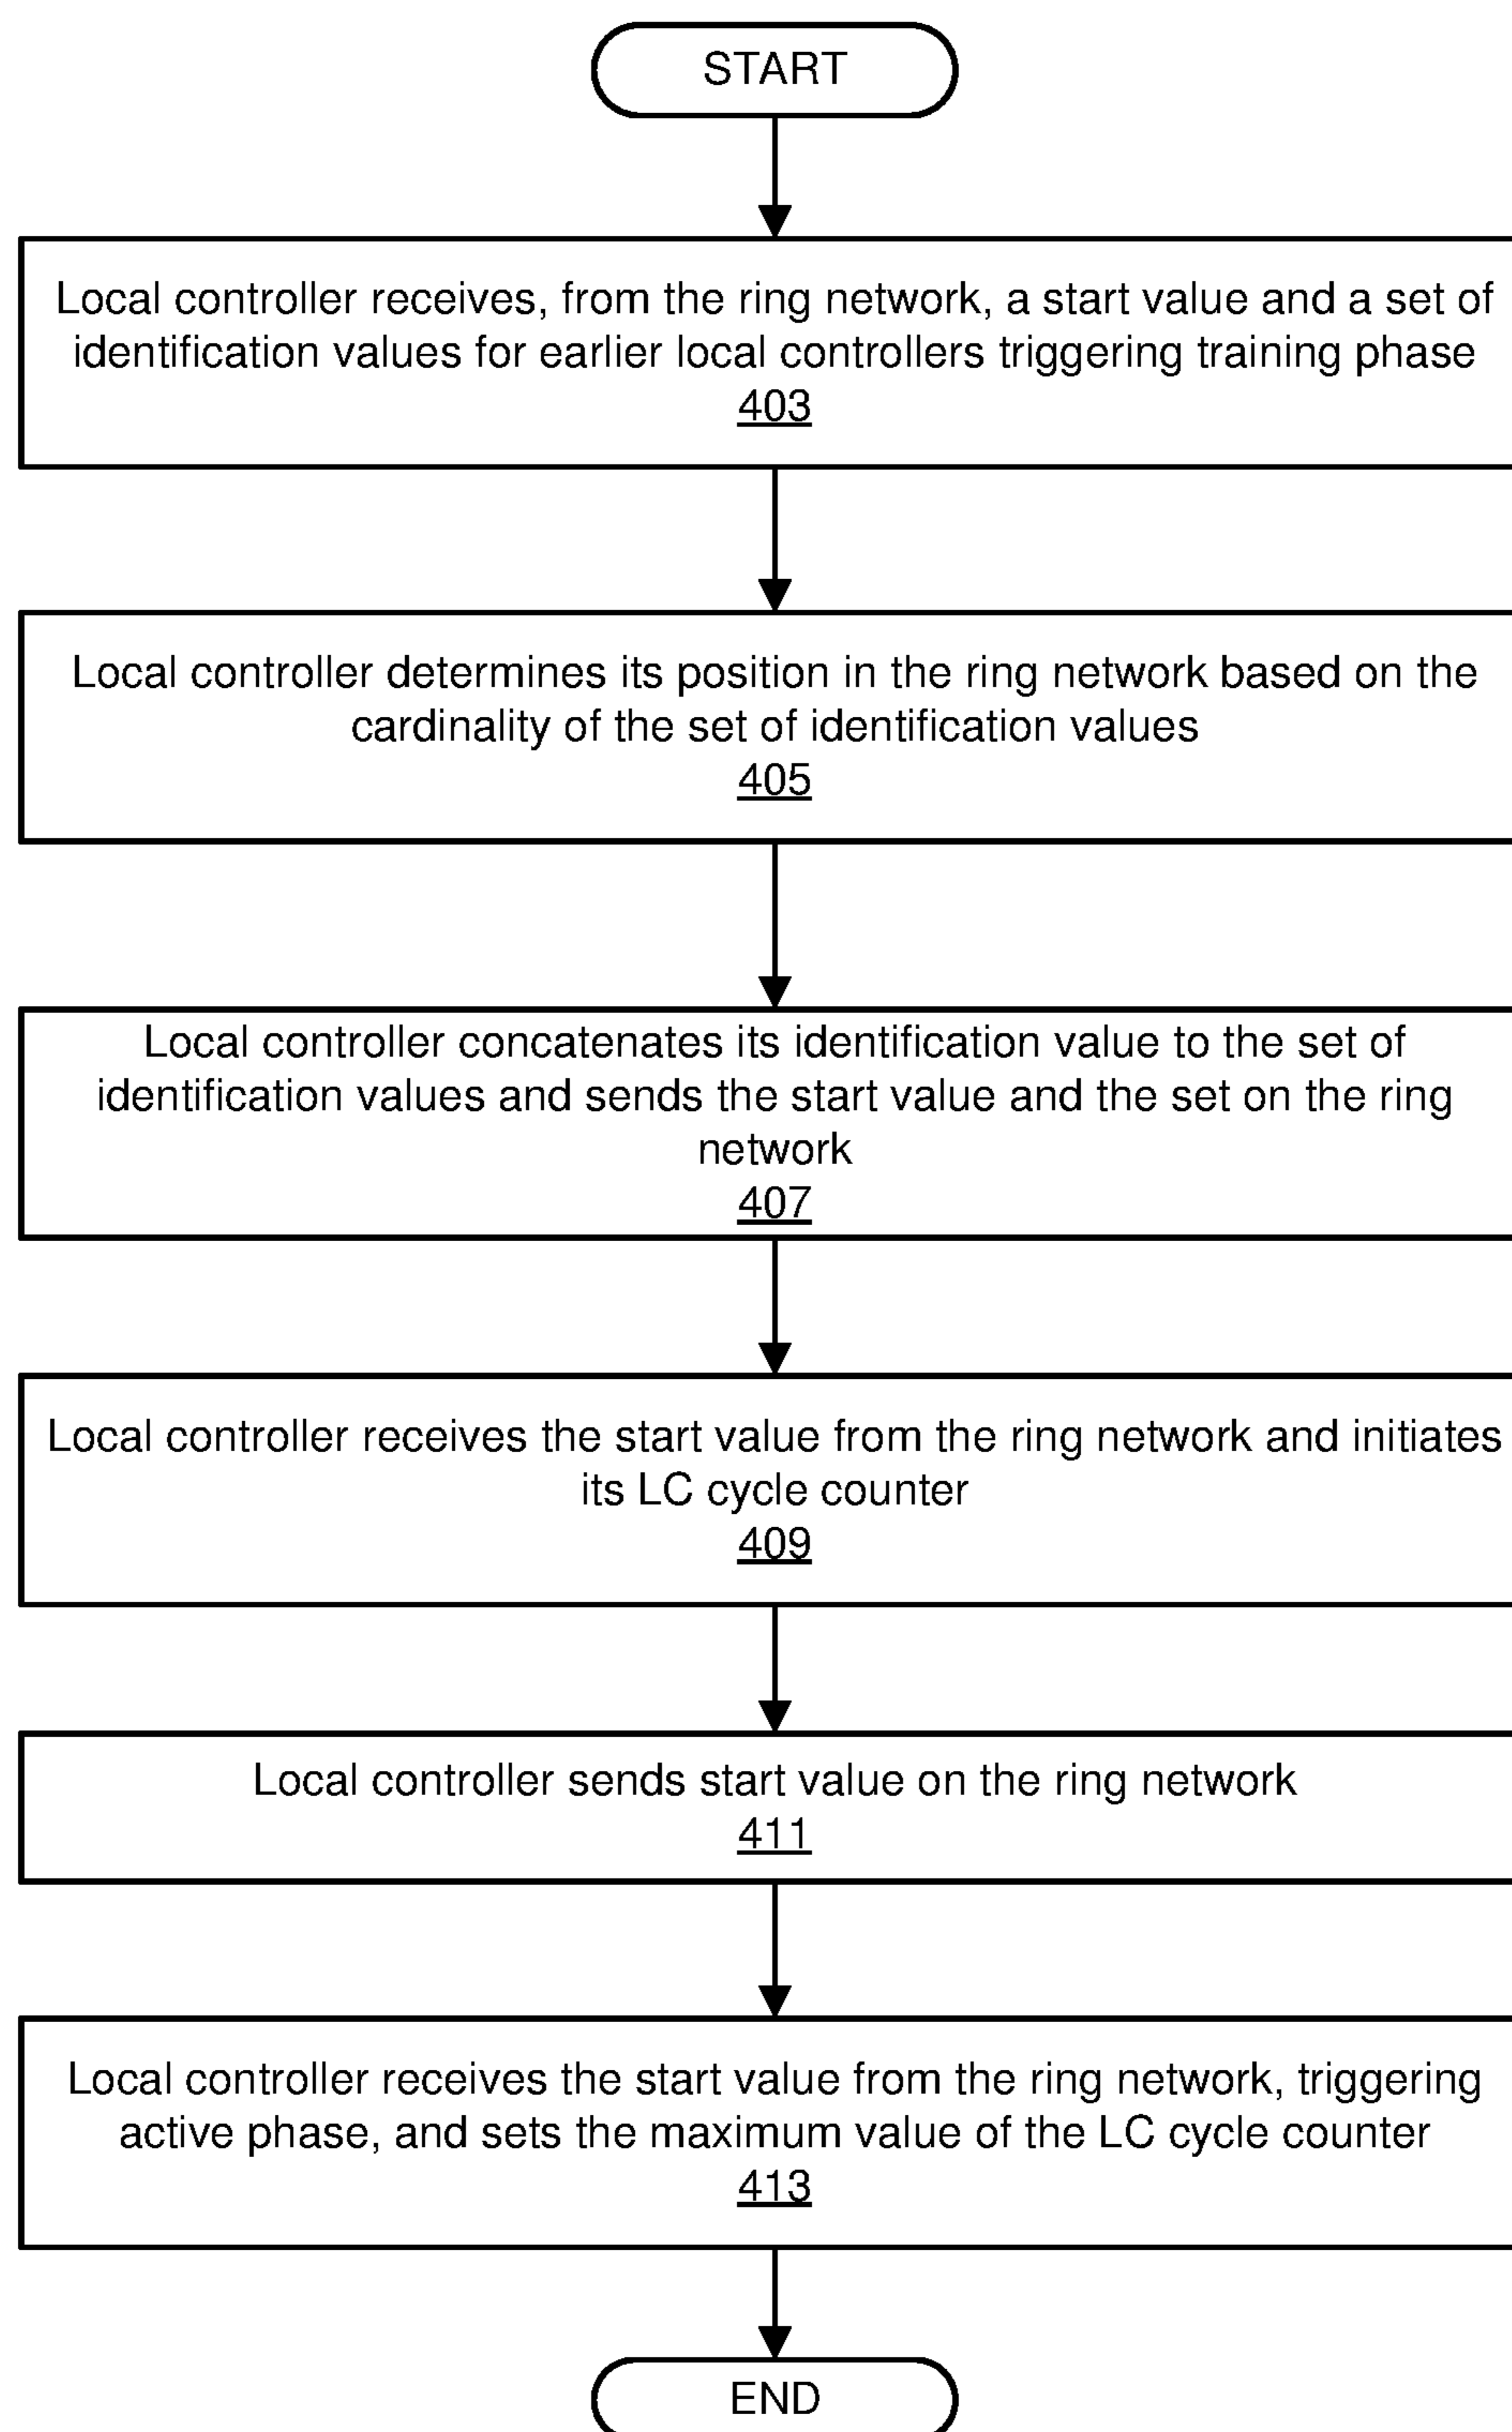 START
Local controller receives, from the ring network, a start value and a set of
identification values for earlier local controllers triggering training phase
403
Local controller determines its position in the ring network based on the
cardinality of the set of identification values
405
Local controller concatenates its identification value to the set of
identification values and sends the start value and the set on the ring
network
407
Local controller receives the start value from the ring network and initiates
its LC cycle counter
409
Local controller sends start value on the ring network
411
Local controller receives the start value from the ring network, triggering
active phase, and sets the maximum value of the LC cycle counter
413
END